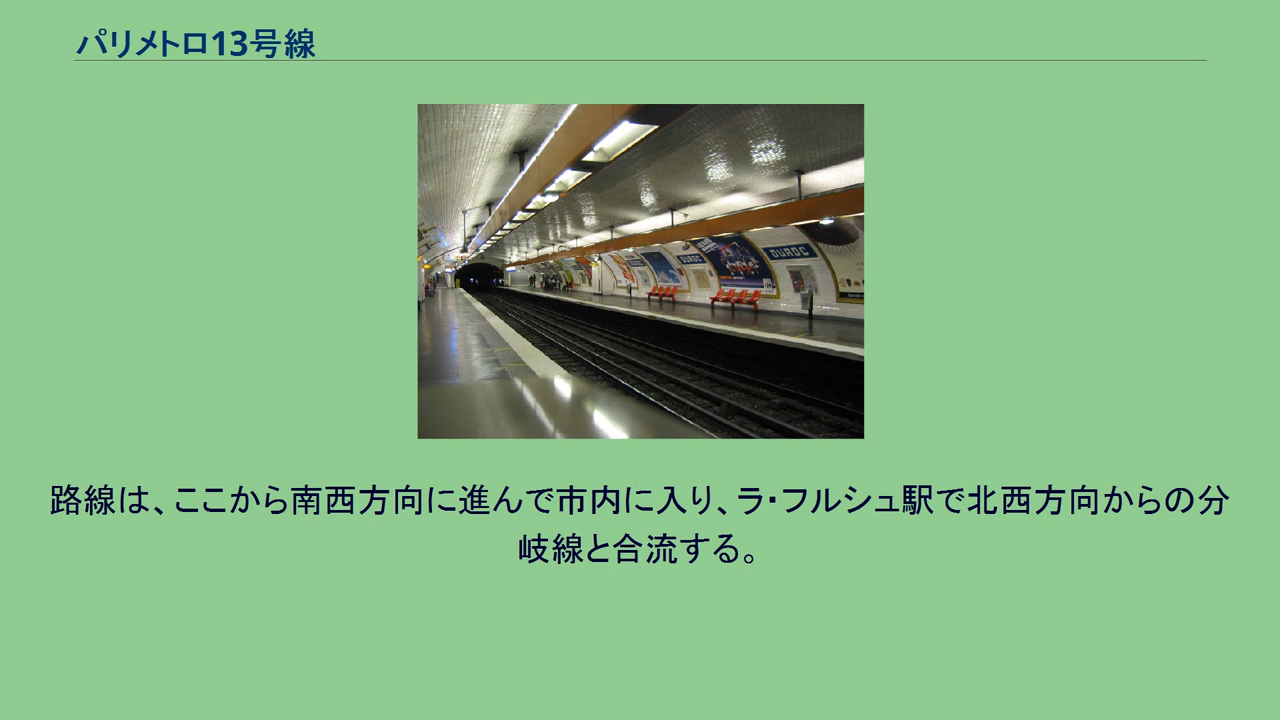 パリメトロ13号線
DUROC
DUROC
路線は、ここから南西方向に進んで市内に入り、ラ・フルシュ駅で北西方向からの分
岐線と合流する。